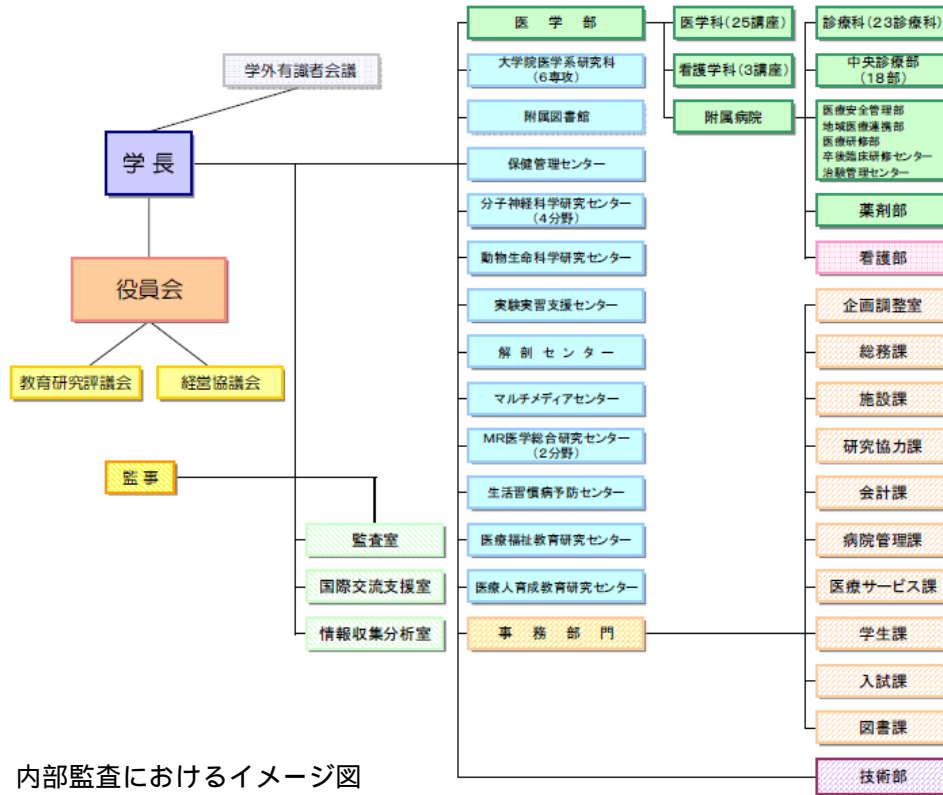 学外有識者会議
学長
役員会
教育研究評議会
経営協議会
監事
監査室
国際交流支援室
情報収集分析室
医学部
大学院医学系研究科
(6専攻)
附属図書館
保健管理センター
分子神経科学研究センター
(4分野)
動物生命科学研究センター
実験実習支援センター
解剖センター
マルチメディアセンター
MR医学総合研究センター
(2分野)
生活習慣病予防センター
医療福祉教育研究センター
医療人育成教育研究センター
事務部門
医学科(25講座)
看護学科(3講座)
附属病院
診療科(23診療科)
中央診療部
(18部)
医療安全管理部
地域医療連携部
医療研修部
卒後臨床研修センター
治験管理センター
薬剤部
看護部
企画調整室
総務課
施設課
研究協力課
会計課
病院管理課
医療サービス課
学生課
入試課
図書課
技術部
内部監査におけるイメージ図